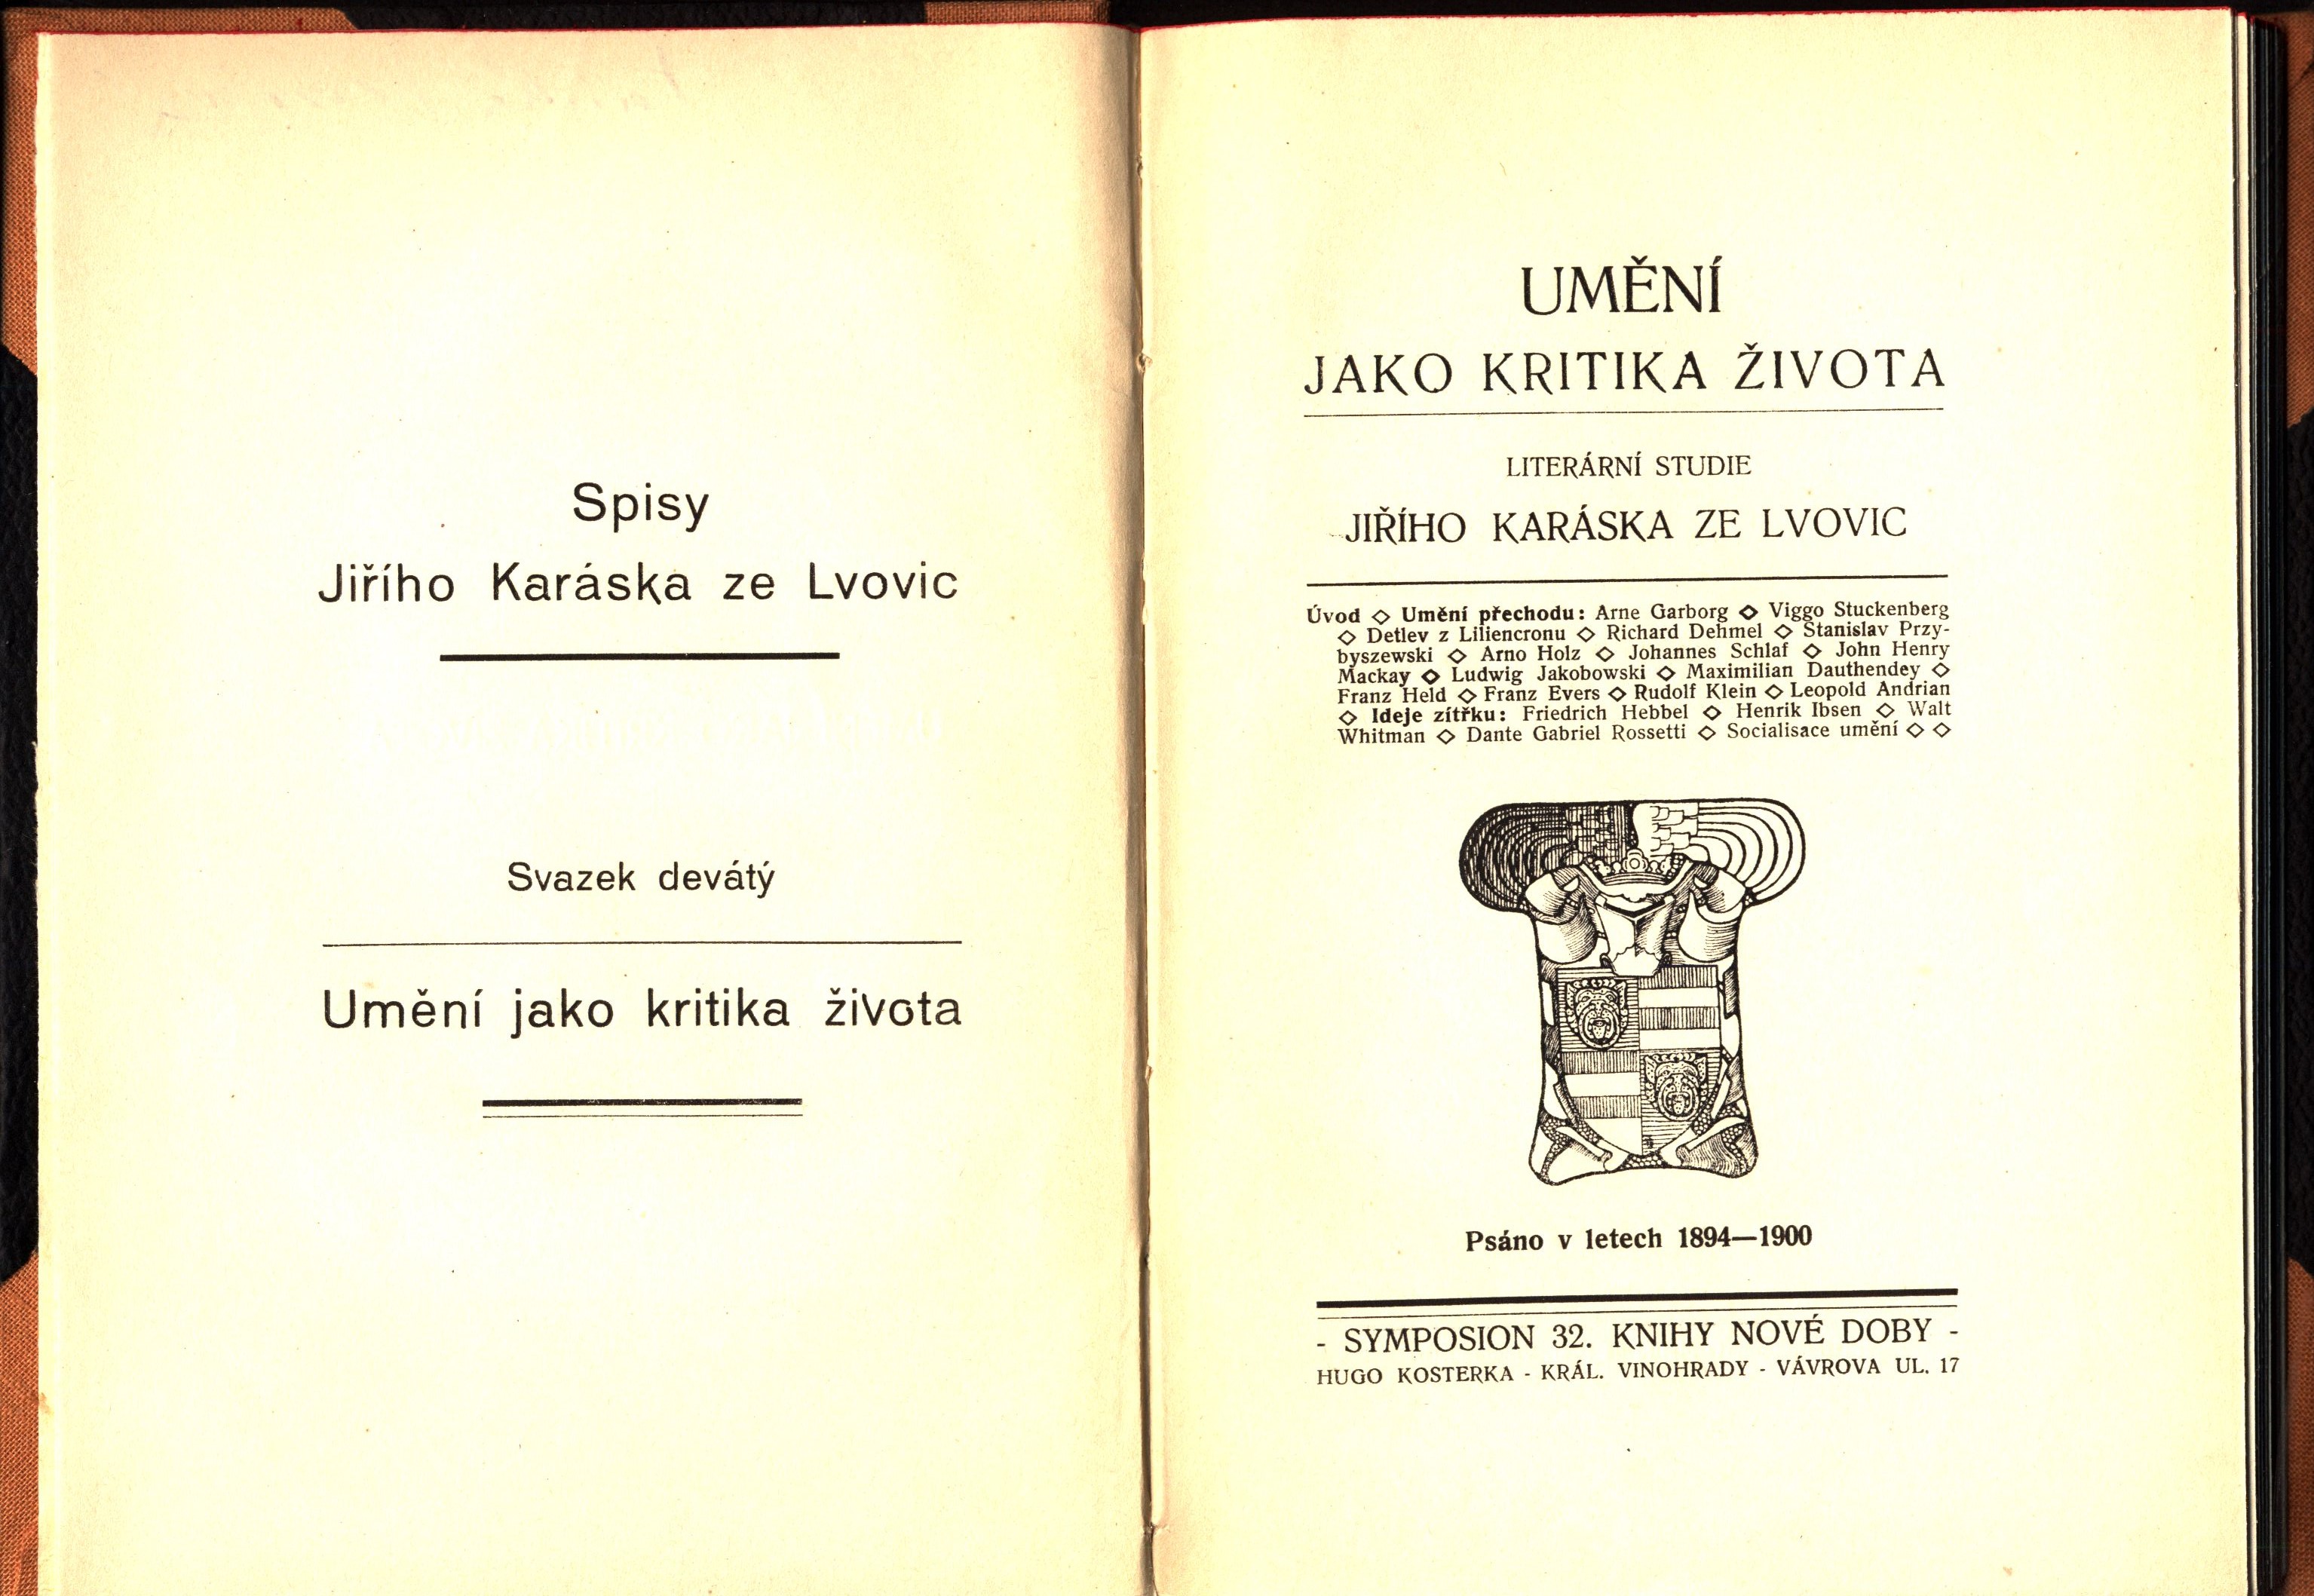 Spisy
Jiřího Karáska ze Lvovic
Svazek devátý
Umění jako kritika života
UMĚNÍ
JAKO KRITIKA ŽIVOTA
LITERÁRNÍ STUDIE
JIŘÍHO KARÁSKA ZE LVOVIC
Úvod ◇ Umění přechodu: Arne Garborg ◇ Viggo Stuckenberg
◇ Detlev z Liliencronu ◇ Richard Dehmel ◇ Stanislav Przy-
byszewski ◇ Arno Holz ◇ Johannes Schlaf ◇ John Henry
Mackay ◇ Ludwig Jakobowski ◇ Maximilian Dauthendey ◇
Franz Held ◇ Franz Evers ◇ Rudolf Klein ◇ Leopold Andrian
◇ Ideje zítřku: Friedrich Hebbel ◇ Henrik Ibsen ◇ Walt
Whitman ◇ Dante Gabriel Rossetti ◇ Socialisace umění ◇ ◇
Psáno v letech 1894—1900
- SYMPOSION 32. KNIHY NOVÉ DOBY -
HUGO KOSTERKA - KRÁL. VINOHRADY - VÁVROVA UL. 17